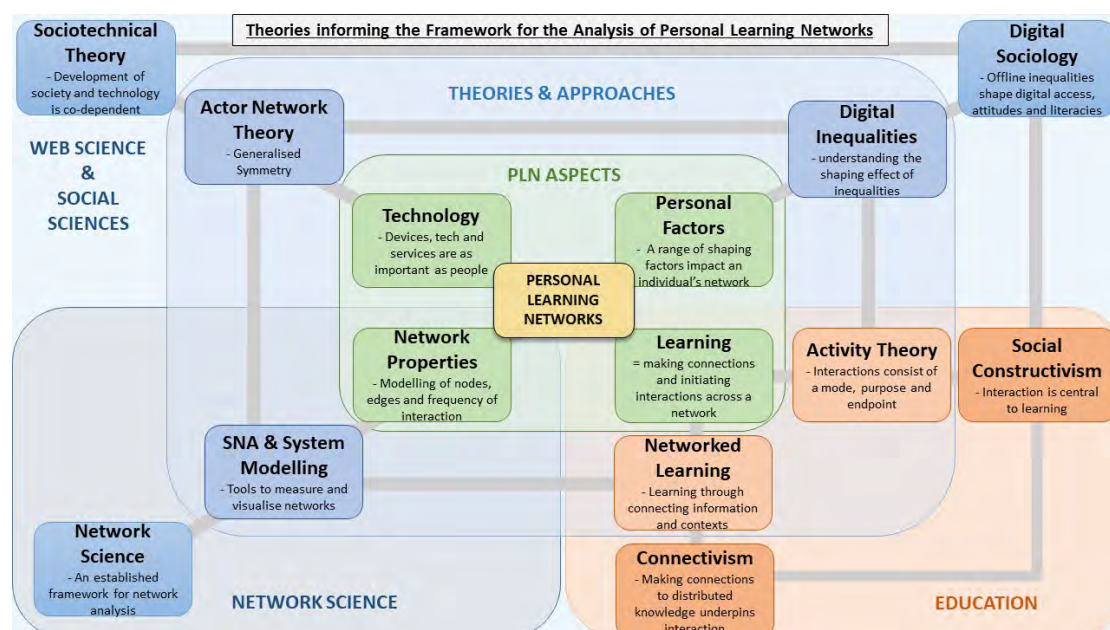 Theories informing the Framework for the Analysis of Personal Learning Networks
Sociotechnical
Theory
- Development of
society and technology
is co-dependent
Digital
Sociology
- Offline inequalities
shape digital access,
attitudes and literacies
THEORIES & APPROACHES
Actor Network
Theory
- Generalised
Symmetry
Digital
Inequalities
- understanding the
shaping effect of
inequalities
WEB SCIENCE
&
SOCIAL
SCIENCES
PLN ASPECTS
Technology
- Devices, tech and
services are as
important as people
Personal
Factors
- A range of shaping
factors impact an
individual's network
PERSONAL
LEARNING
NETWORKS
Network
Properties
- Modelling of nodes,
edges and frequency of
interaction
Learning
= making connections
and initiating
interactions across a
network
Activity Theory
- Interactions consist of
a mode, purpose and
endpoint
Social
Constructivism
- Interaction is central
to learning
SNA & System
Modelling
- Tools to measure and
visualise networks
Networked
Learning
- Learning through
connecting information
and contexts
Network
Science
- An established
framework for network
analysis
Connectivism
- Making connections
to distributed
knowledge underpins
interaction
NETWORK SCIENCE
EDUCATION